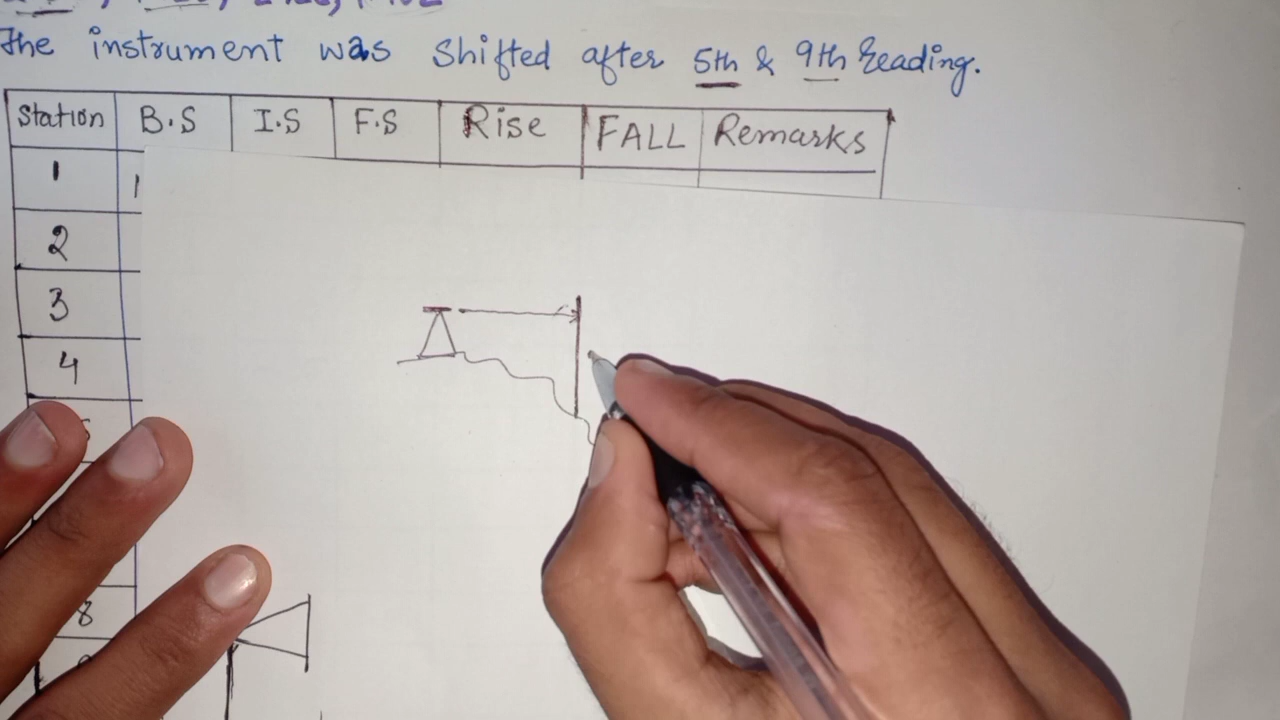 The instrument was Shifted after 5th & 9th reading.
Station B.S I.S F.S Rise FALL Remarks
1
2
3
4
8